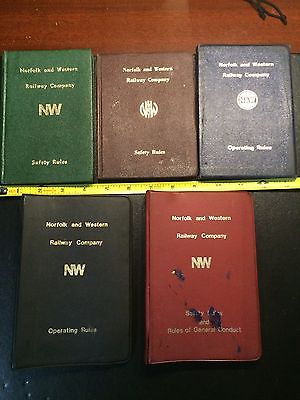 Norfolk and Western
Railway Company
NW
Safety Rules
Norfolk and Western
Railway Company
NW
Safety Rules
Norfolk and Western
Railway Company
N&W
Operating Rules
Norfolk and Western
Railway Company
NW
Operating Rules
Norfolk and Western
Railway Company
NW
Safety
and
Rules of General Conduct